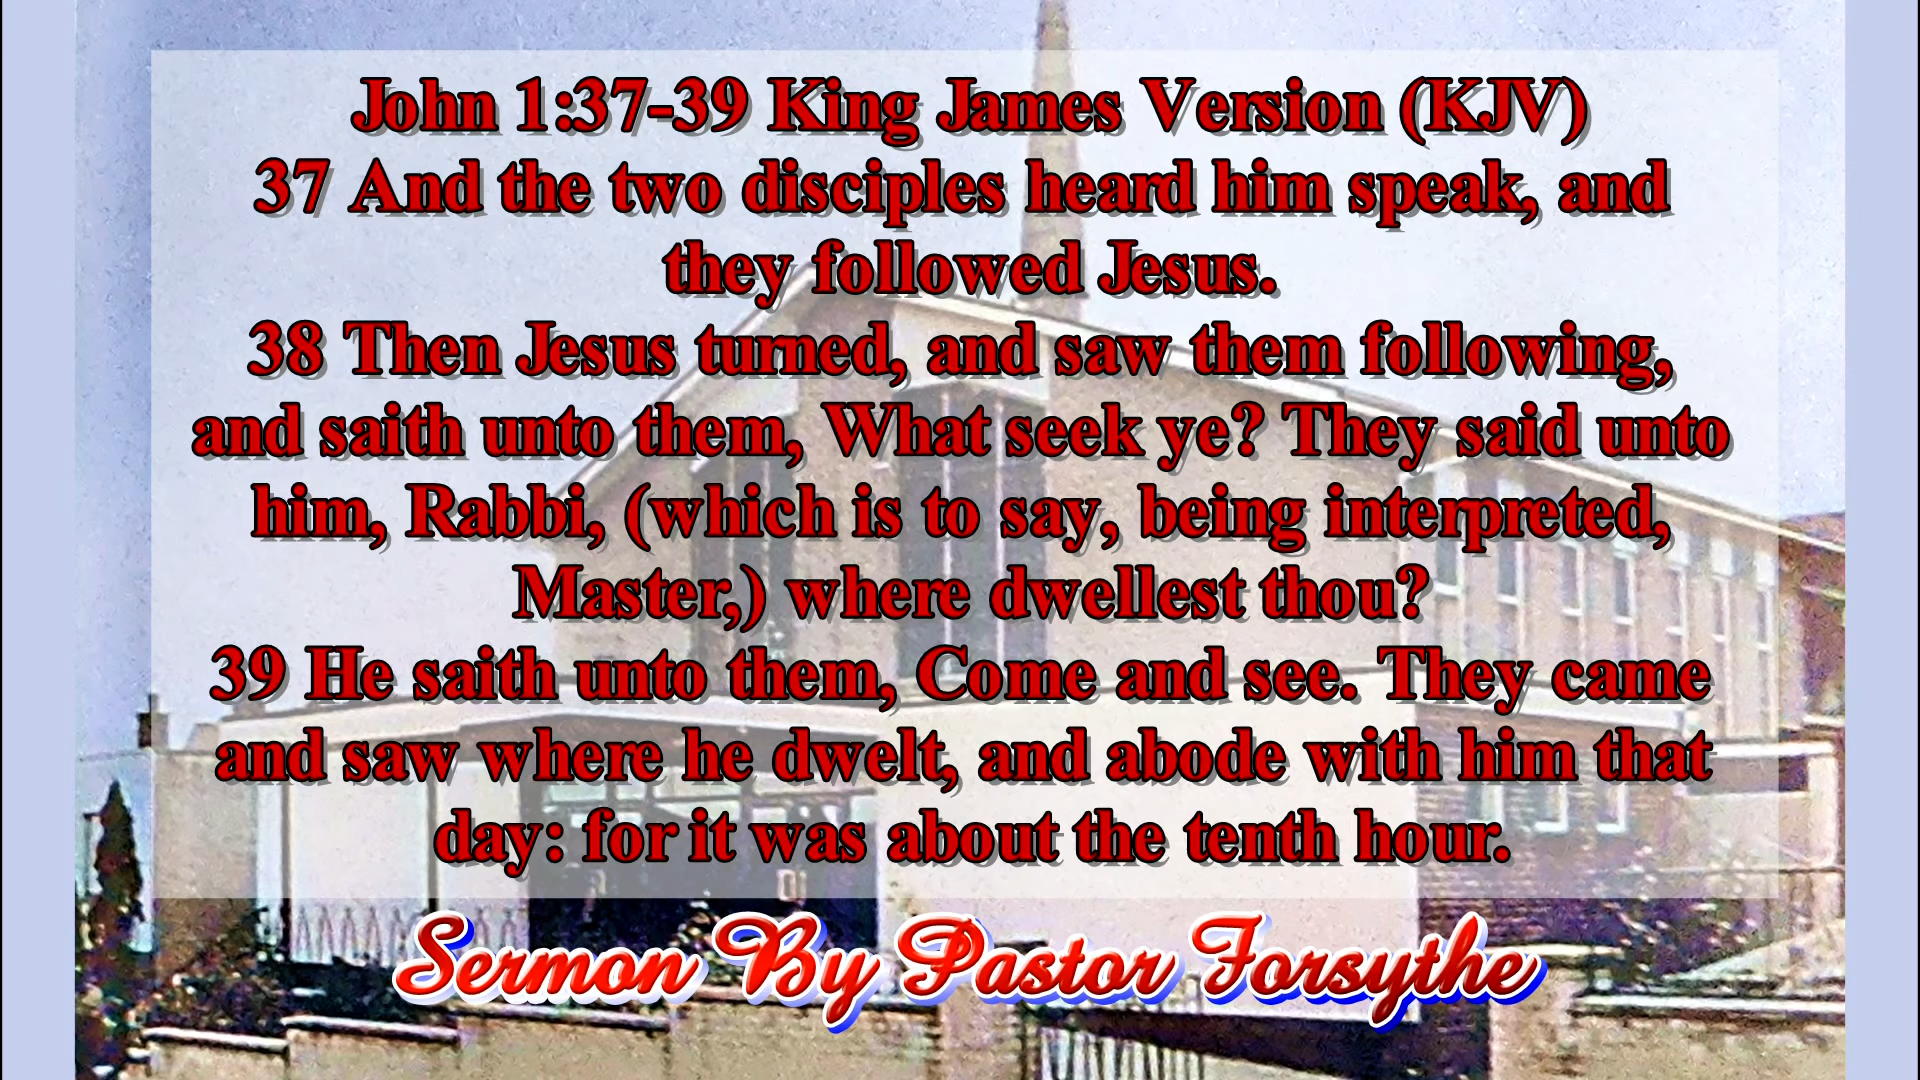 John 1:37-39 King James Version (KJV)
37 And the two disciples heard him speak, and
they followed Jesus.
38 Then Jesus turned, and saw them following,
and saith unto them, What seek ye? They said unto
him, Rabbi, (which is to say, being interpreted,
Master,) where dwellest thou?
39 He saith unto them, Come and see. They came
and saw where he dwelt, and abode with him that
day: for it was about the tenth hour.
Sermon By Pastor Forsythe